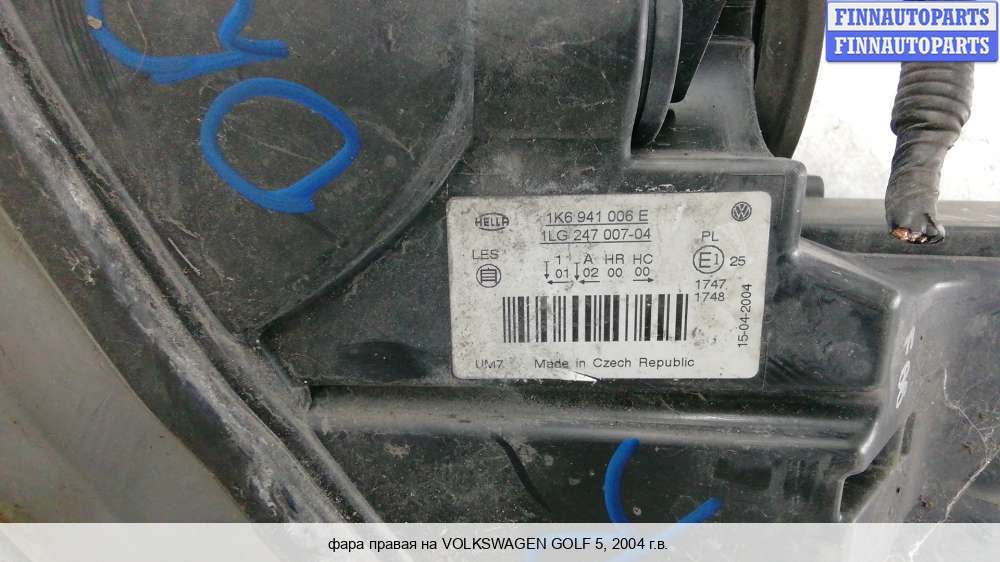 FINNAUTOPARTS
FINNAUTOPARTS
HELLA
1K6 941 006 E
1LG 247 007-04
LES
1 A HR HC
01 02 00 00
PL
E1 25
1747
1748
15-04-2004
UM7 Made in Czech Republic
фара правая на VOLKSWAGEN GOLF 5, 2004 г.в.